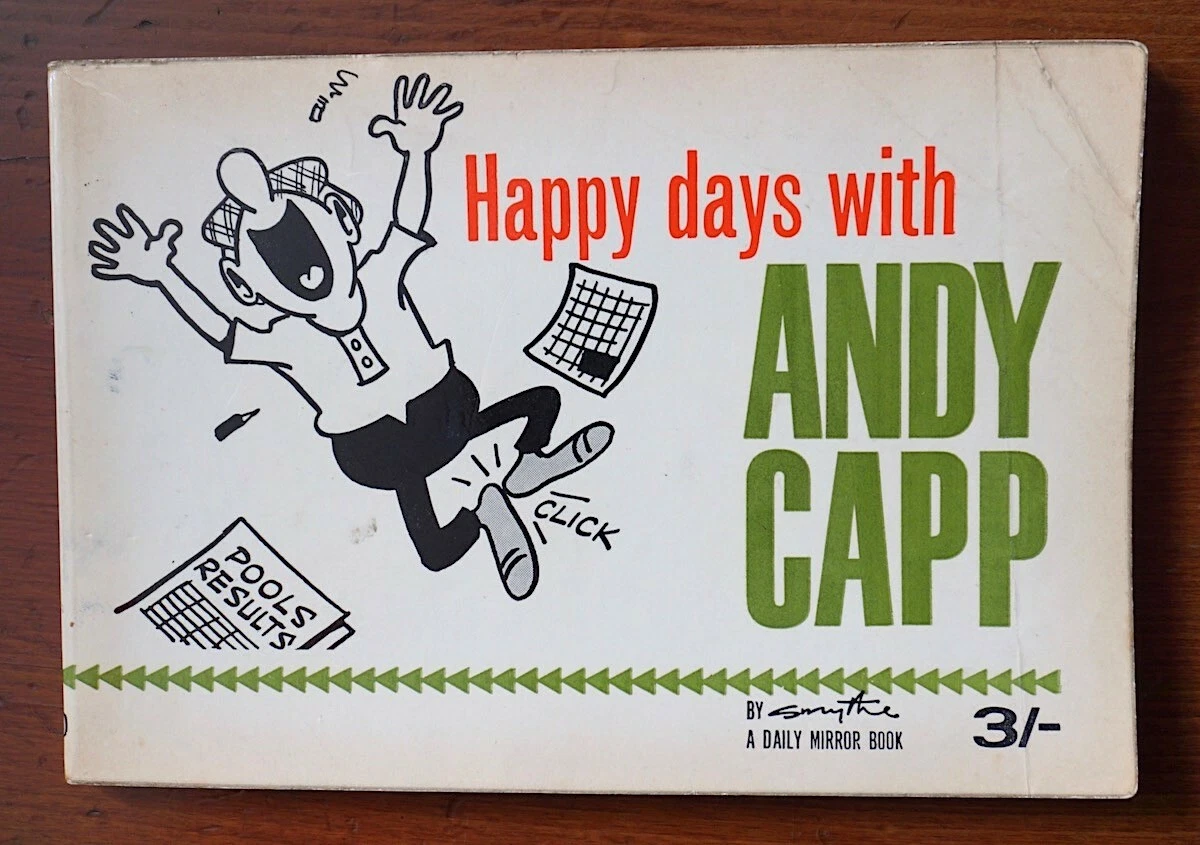 Happy days with
ANDY
CAPP
CLICK
POOLS
RESULTS
BY Smythe
A DAILY MIRROR BOOK
3/-